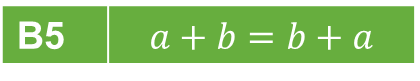 B5 a + b = b + a